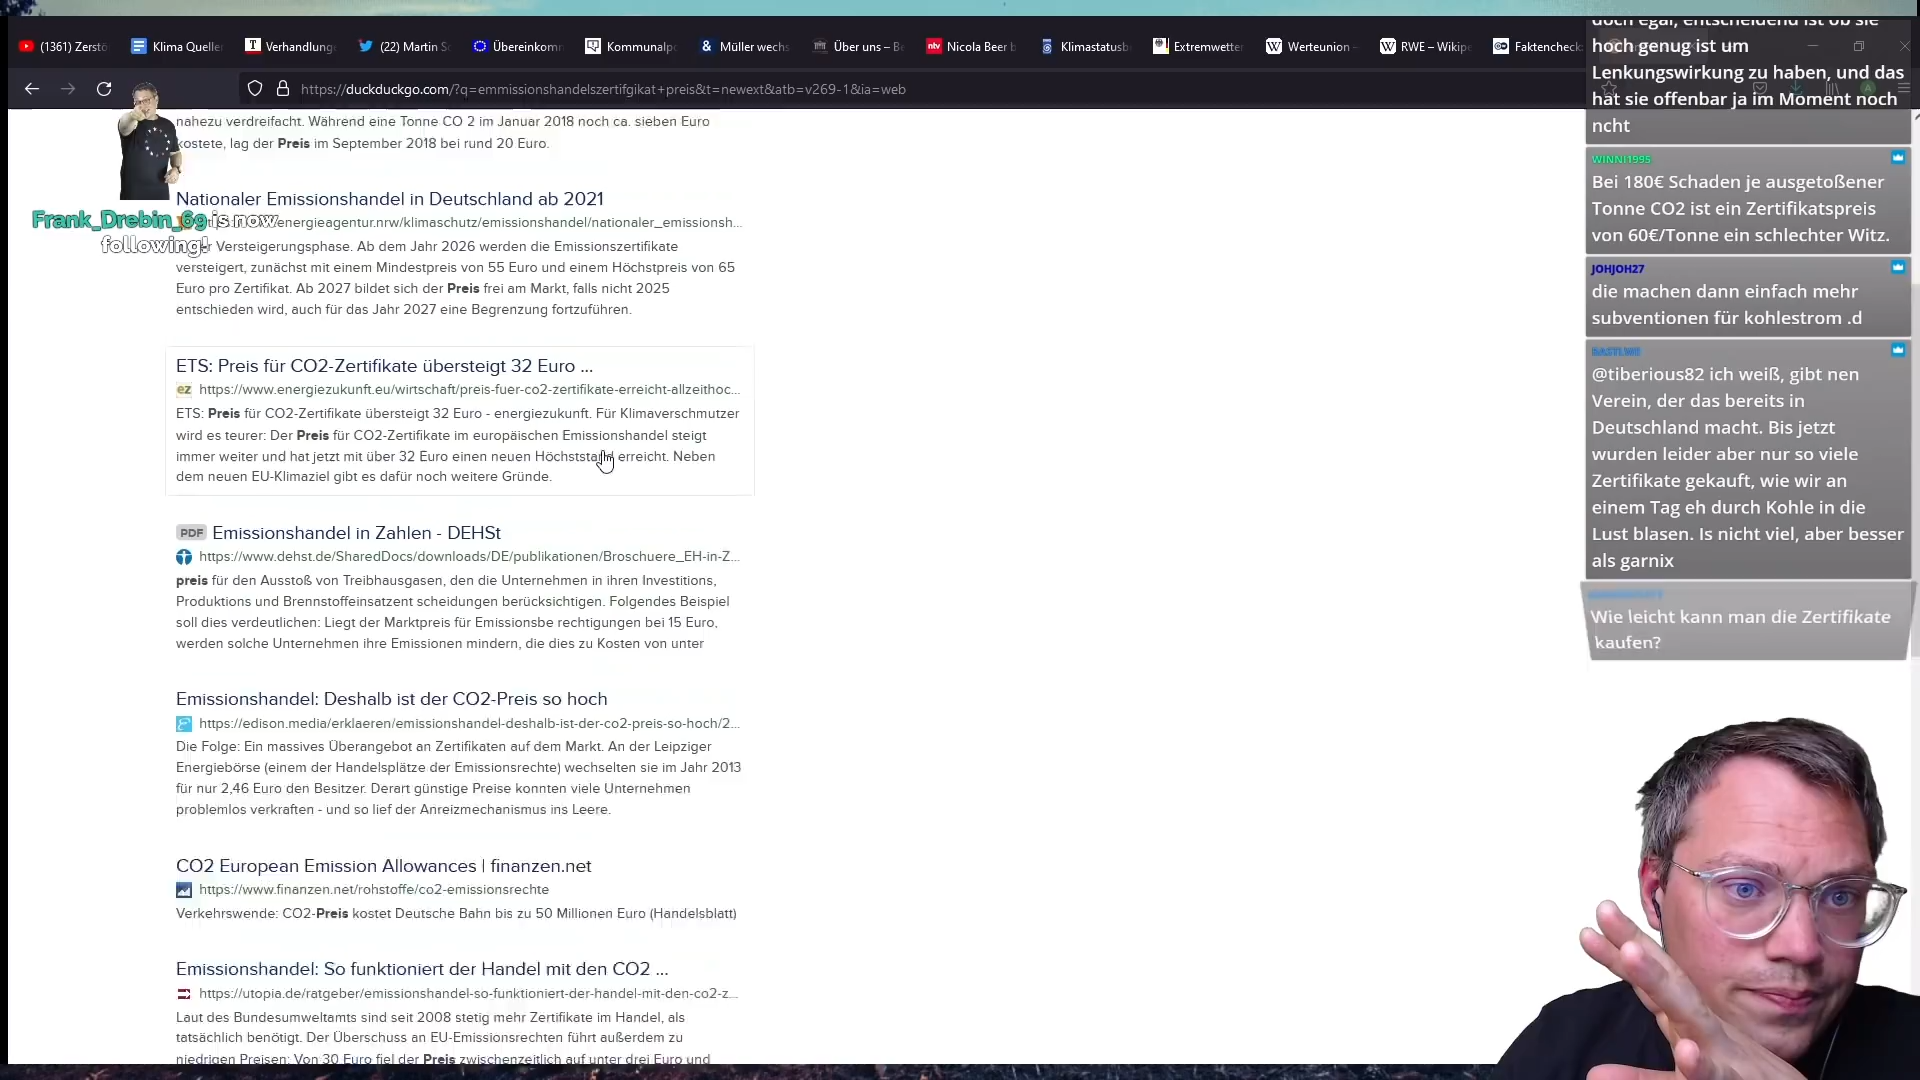 (1361) Zerstö
Klima Quelle
Verhandlung
(22) Martin S
Übereinkom
Kommunalp
Müller wechs
Über uns – Be
Nicola Beer b
Klimastatusb
Extremwetter
Werteunion –
RWE – Wikipe
Faktencheck
https://duckduckgo.com/?q=emmissionshandelszertifgikat+preis&t=newext&atb=v269-1&ia=web
nahezu verdreifacht. Während eine Tonne CO 2 im Januar 2018 noch ca. sieben Euro
kostete, lag der Preis im September 2018 bei rund 20 Euro.
Frank_Drebin_69 is now
following!
Nationaler Emissionshandel in Deutschland ab 2021
energieagentur.nrw/klimaschutz/emissionshandel/nationaler_emissionsh...
Versteigerungsphase. Ab dem Jahr 2026 werden die Emissionszertifikate
versteigert, zunächst mit einem Mindestpreis von 55 Euro und einem Höchstpreis von 65
Euro pro Zertifikat. Ab 2027 bildet sich der Preis frei am Markt, falls nicht 2025
entschieden wird, auch für das Jahr 2027 eine Begrenzung fortzuführen.
ETS: Preis für CO2-Zertifikate übersteigt 32 Euro ...
ez https://www.energiezukunft.eu/wirtschaft/preis-fuer-co2-zertifikate-erreicht-allzeithoc...
ETS: Preis für CO2-Zertifikate übersteigt 32 Euro - energiezukunft. Für Klimaverschmutzer
wird es teurer: Der Preis für CO2-Zertifikate im europäischen Emissionshandel steigt
immer weiter und hat jetzt mit über 32 Euro einen neuen Höchststand erreicht. Neben
dem neuen EU-Klimaziel gibt es dafür noch weitere Gründe.
PDF Emissionshandel in Zahlen - DEHSt
https://www.dehst.de/SharedDocs/downloads/DE/publikationen/Broschuere_EH-in-Z...
preis für den Ausstoß von Treibhausgasen, den die Unternehmen in ihren Investitions,
Produktions und Brennstoffeinsatzent scheidungen berücksichtigen. Folgendes Beispiel
soll dies verdeutlichen: Liegt der Marktpreis für Emissionsbe rechtigungen bei 15 Euro,
werden solche Unternehmen ihre Emissionen mindern, die dies zu Kosten von unter
Emissionshandel: Deshalb ist der CO2-Preis so hoch
https://edison.media/erklaeren/emissionshandel-deshalb-ist-der-co2-preis-so-hoch/2...
Die Folge: Ein massives Überangebot an Zertifikaten auf dem Markt. An der Leipziger
Energiebörse (einem der Handelsplätze der Emissionsrechte) wechselten sie im Jahr 2013
für nur 2,46 Euro den Besitzer. Derart günstige Preise konnten viele Unternehmen
problemlos verkraften - und so lief der Anreizmechanismus ins Leere.
CO2 European Emission Allowances | finanzen.net
https://www.finanzen.net/rohstoffe/co2-emissionsrechte
Verkehrswende: CO2-Preis kostet Deutsche Bahn bis zu 50 Millionen Euro (Handelsblatt)
Emissionshandel: So funktioniert der Handel mit den CO2 ...
https://utopia.de/ratgeber/emissionshandel-so-funktioniert-der-handel-mit-den-co2-z...
Laut des Bundesumweltamts sind seit 2008 stetig mehr Zertifikate im Handel, als
tatsächlich benötigt. Der Überschuss an EU-Emissionsrechten führt außerdem zu
niedrigen Preisen: Von 30 Euro fiel der Preis zwischenzeitlich auf unter drei Euro und
doch egal, entscheidend ist ob sie
hoch genug ist um
Lenkungswirkung zu haben, und das
hat sie offenbar ja im Moment noch
ncht
WINNI1995
Bei 180€ Schaden je ausgetoßener
Tonne CO2 ist ein Zertifikatspreis
von 60€/Tonne ein schlechter Witz.
JOHJOH27
die machen dann einfach mehr
subventionen für kohlestrom .d
@tiberious82 ich weiß, gibt nen
Verein, der das bereits in
Deutschland macht. Bis jetzt
wurden leider aber nur so viele
Zertifikate gekauft, wie wir an
einem Tag eh durch Kohle in die
Lust blasen. Is nicht viel, aber besser
als garnix
Wie leicht kann man die Zertifikate
kaufen?